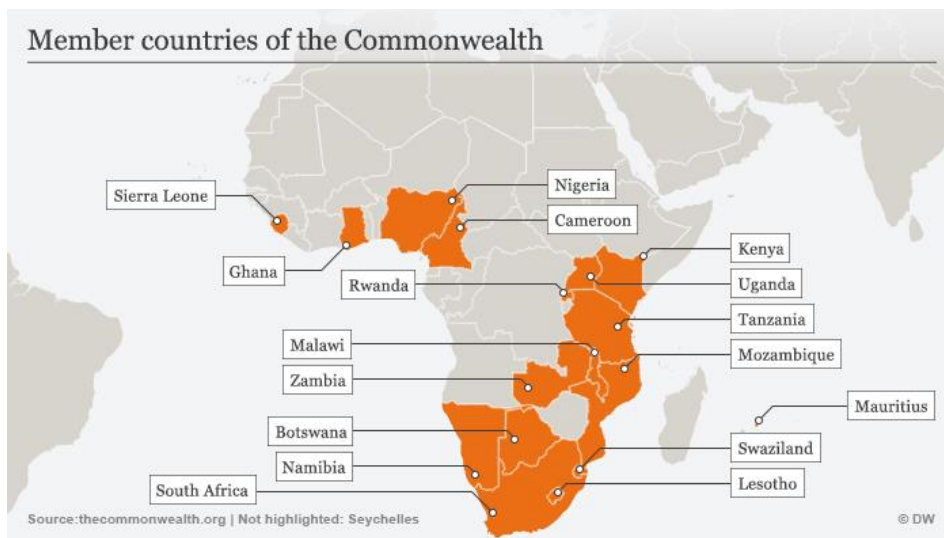 Member countries of the Commonwealth
Sierra Leone
Nigeria
Cameroon
Ghana
Kenya
Rwanda
Uganda
Tanzania
Malawi
Mozambique
Zambia
Mauritius
Botswana
Swaziland
Namibia
Lesotho
South Africa
Source:thecommonwealth.org | Not highlighted: Seychelles
© DW